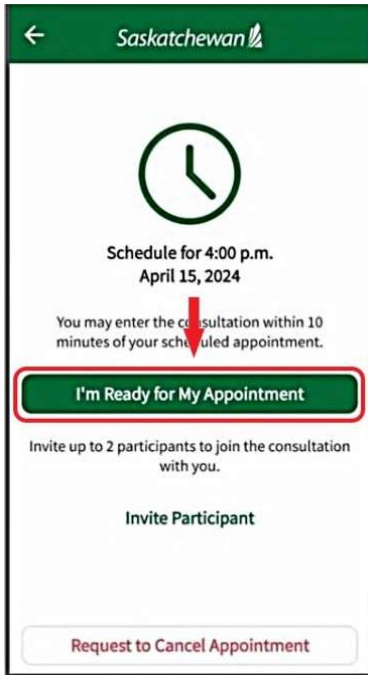 Saskatchewan
Schedule for 4:00 p.m.
April 15, 2024
You may enter the consultation within 10
minutes of your scheduled appointment.
I'm Ready for My Appointment
Invite up to 2 participants to join the consultation
with you.
Invite Participant
Request to Cancel Appointment